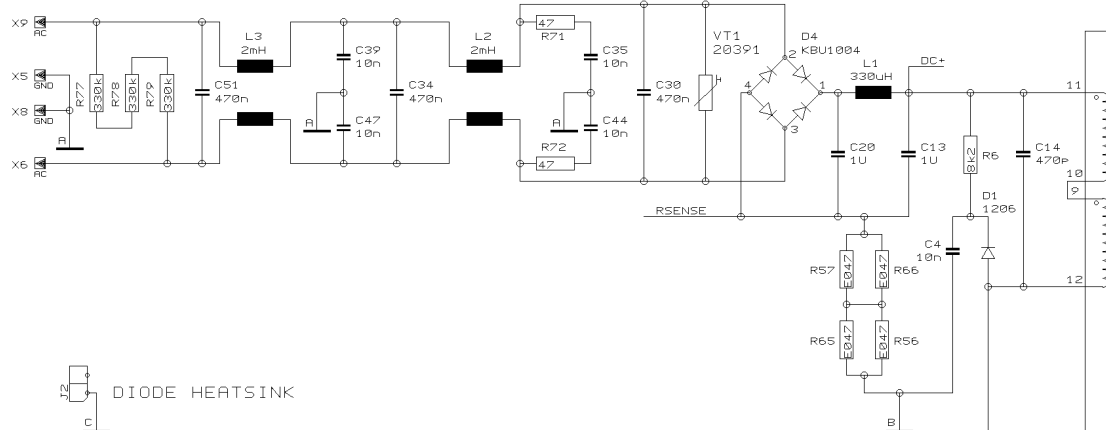 X9
AC
X5
GND
X8
GND
X6
AC
A
R77
330k
R78
330k
R79
330k
C51
470n
L3
2mH
C39
10n
A
C47
10n
C34
470n
L2
2mH
47
R71
C35
10n
A
C44
10n
R72
47
C30
470n
VT1
20391
D4
KBU1004
2
4
1
3
L1
330uH
DC+
C20
1U
C13
1U
R6
8k2
C14
470p
11
10
9
12
D1
1206
RSENSE
C4
10n
R57
E047
E047
R66
R65
E047
E047
R56
B
J2
DIODE HEATSINK
C